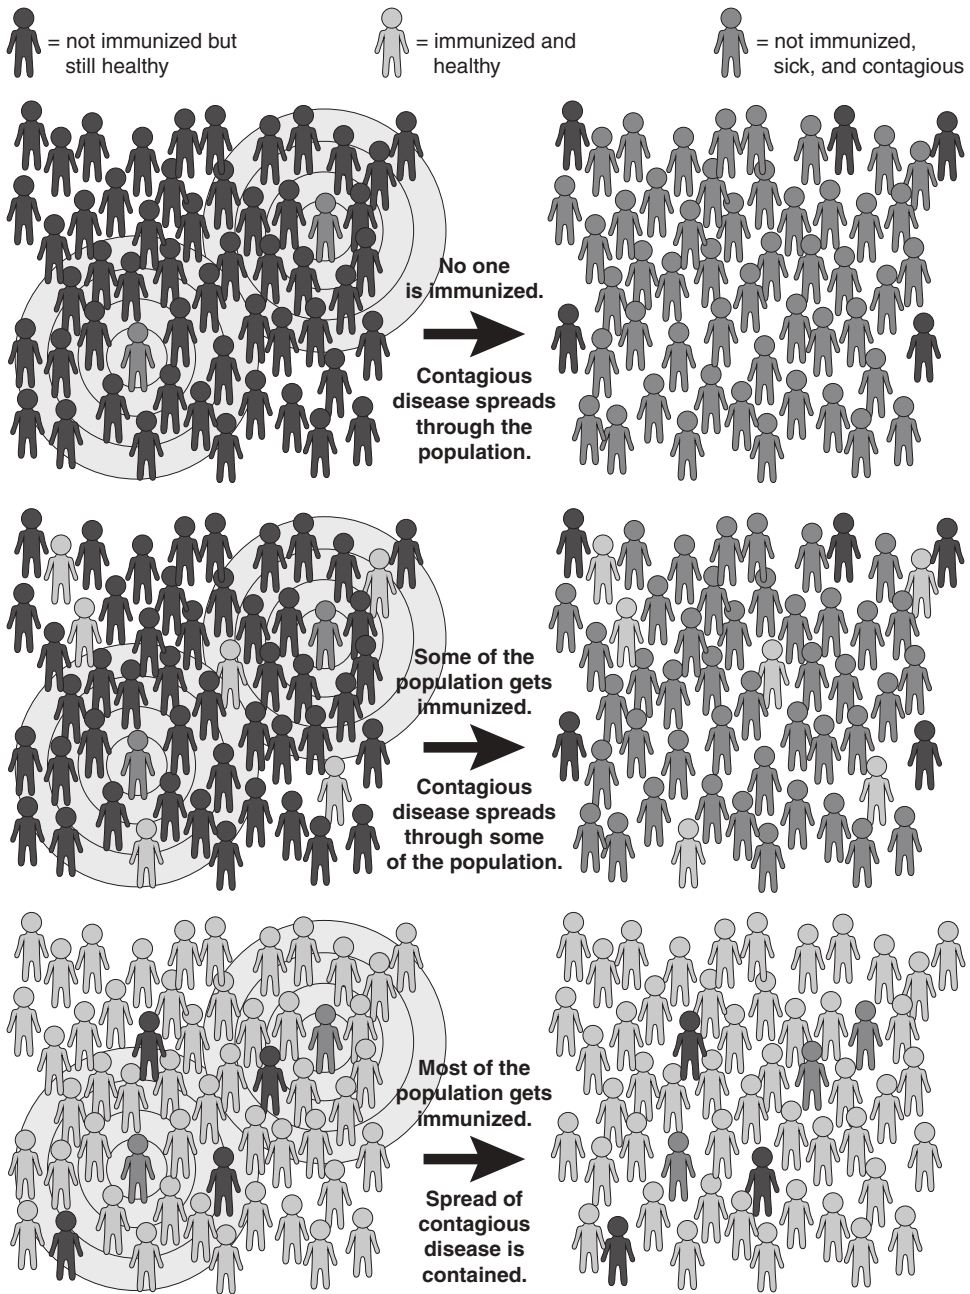 = not immunized but
still healthy
= immunized and
healthy
= not immunized,
sick, and contagious
No one
is immunized.
Contagious
disease spreads
through the
population.
Some of the
population gets
immunized.
Contagious
disease spreads
through some
of the population.
Most of the
population gets
immunized.
Spread of
contagious
disease is
contained.